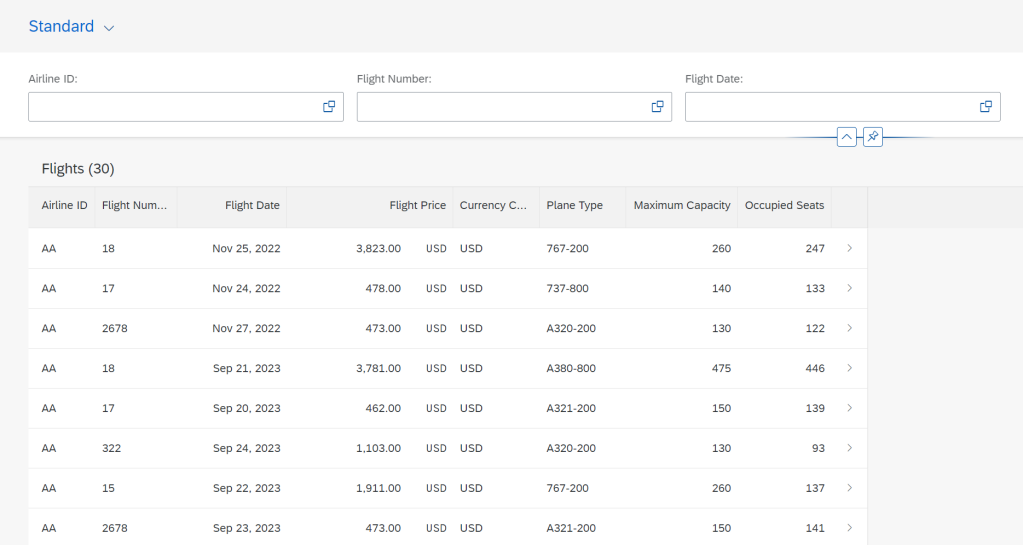 Standard
Airline ID: Flight Number: Flight Date:
Flights (30)
Airline ID Flight Num... Flight Date Flight Price Currency C... Plane Type Maximum Capacity Occupied Seats
AA 18 Nov 25, 2022 3,823.00 USD USD 767-200 260 247
AA 17 Nov 24, 2022 478.00 USD USD 737-800 140 133
AA 2678 Nov 27, 2022 473.00 USD USD A320-200 130 122
AA 18 Sep 21, 2023 3,781.00 USD USD A380-800 475 446
AA 17 Sep 20, 2023 462.00 USD USD A321-200 150 139
AA 322 Sep 24, 2023 1,103.00 USD USD A320-200 130 93
AA 15 Sep 22, 2023 1,911.00 USD USD 767-200 260 137
AA 2678 Sep 23, 2023 473.00 USD USD A321-200 150 141